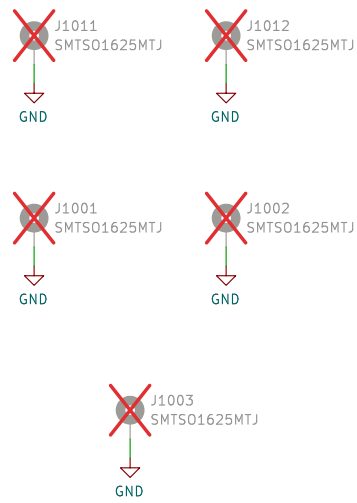 J1011
SMTSO1625MTJ
GND
J1012
SMTSO1625MTJ
GND
J1001
SMTSO1625MTJ
GND
J1002
SMTSO1625MTJ
GND
J1003
SMTSO1625MTJ
GND